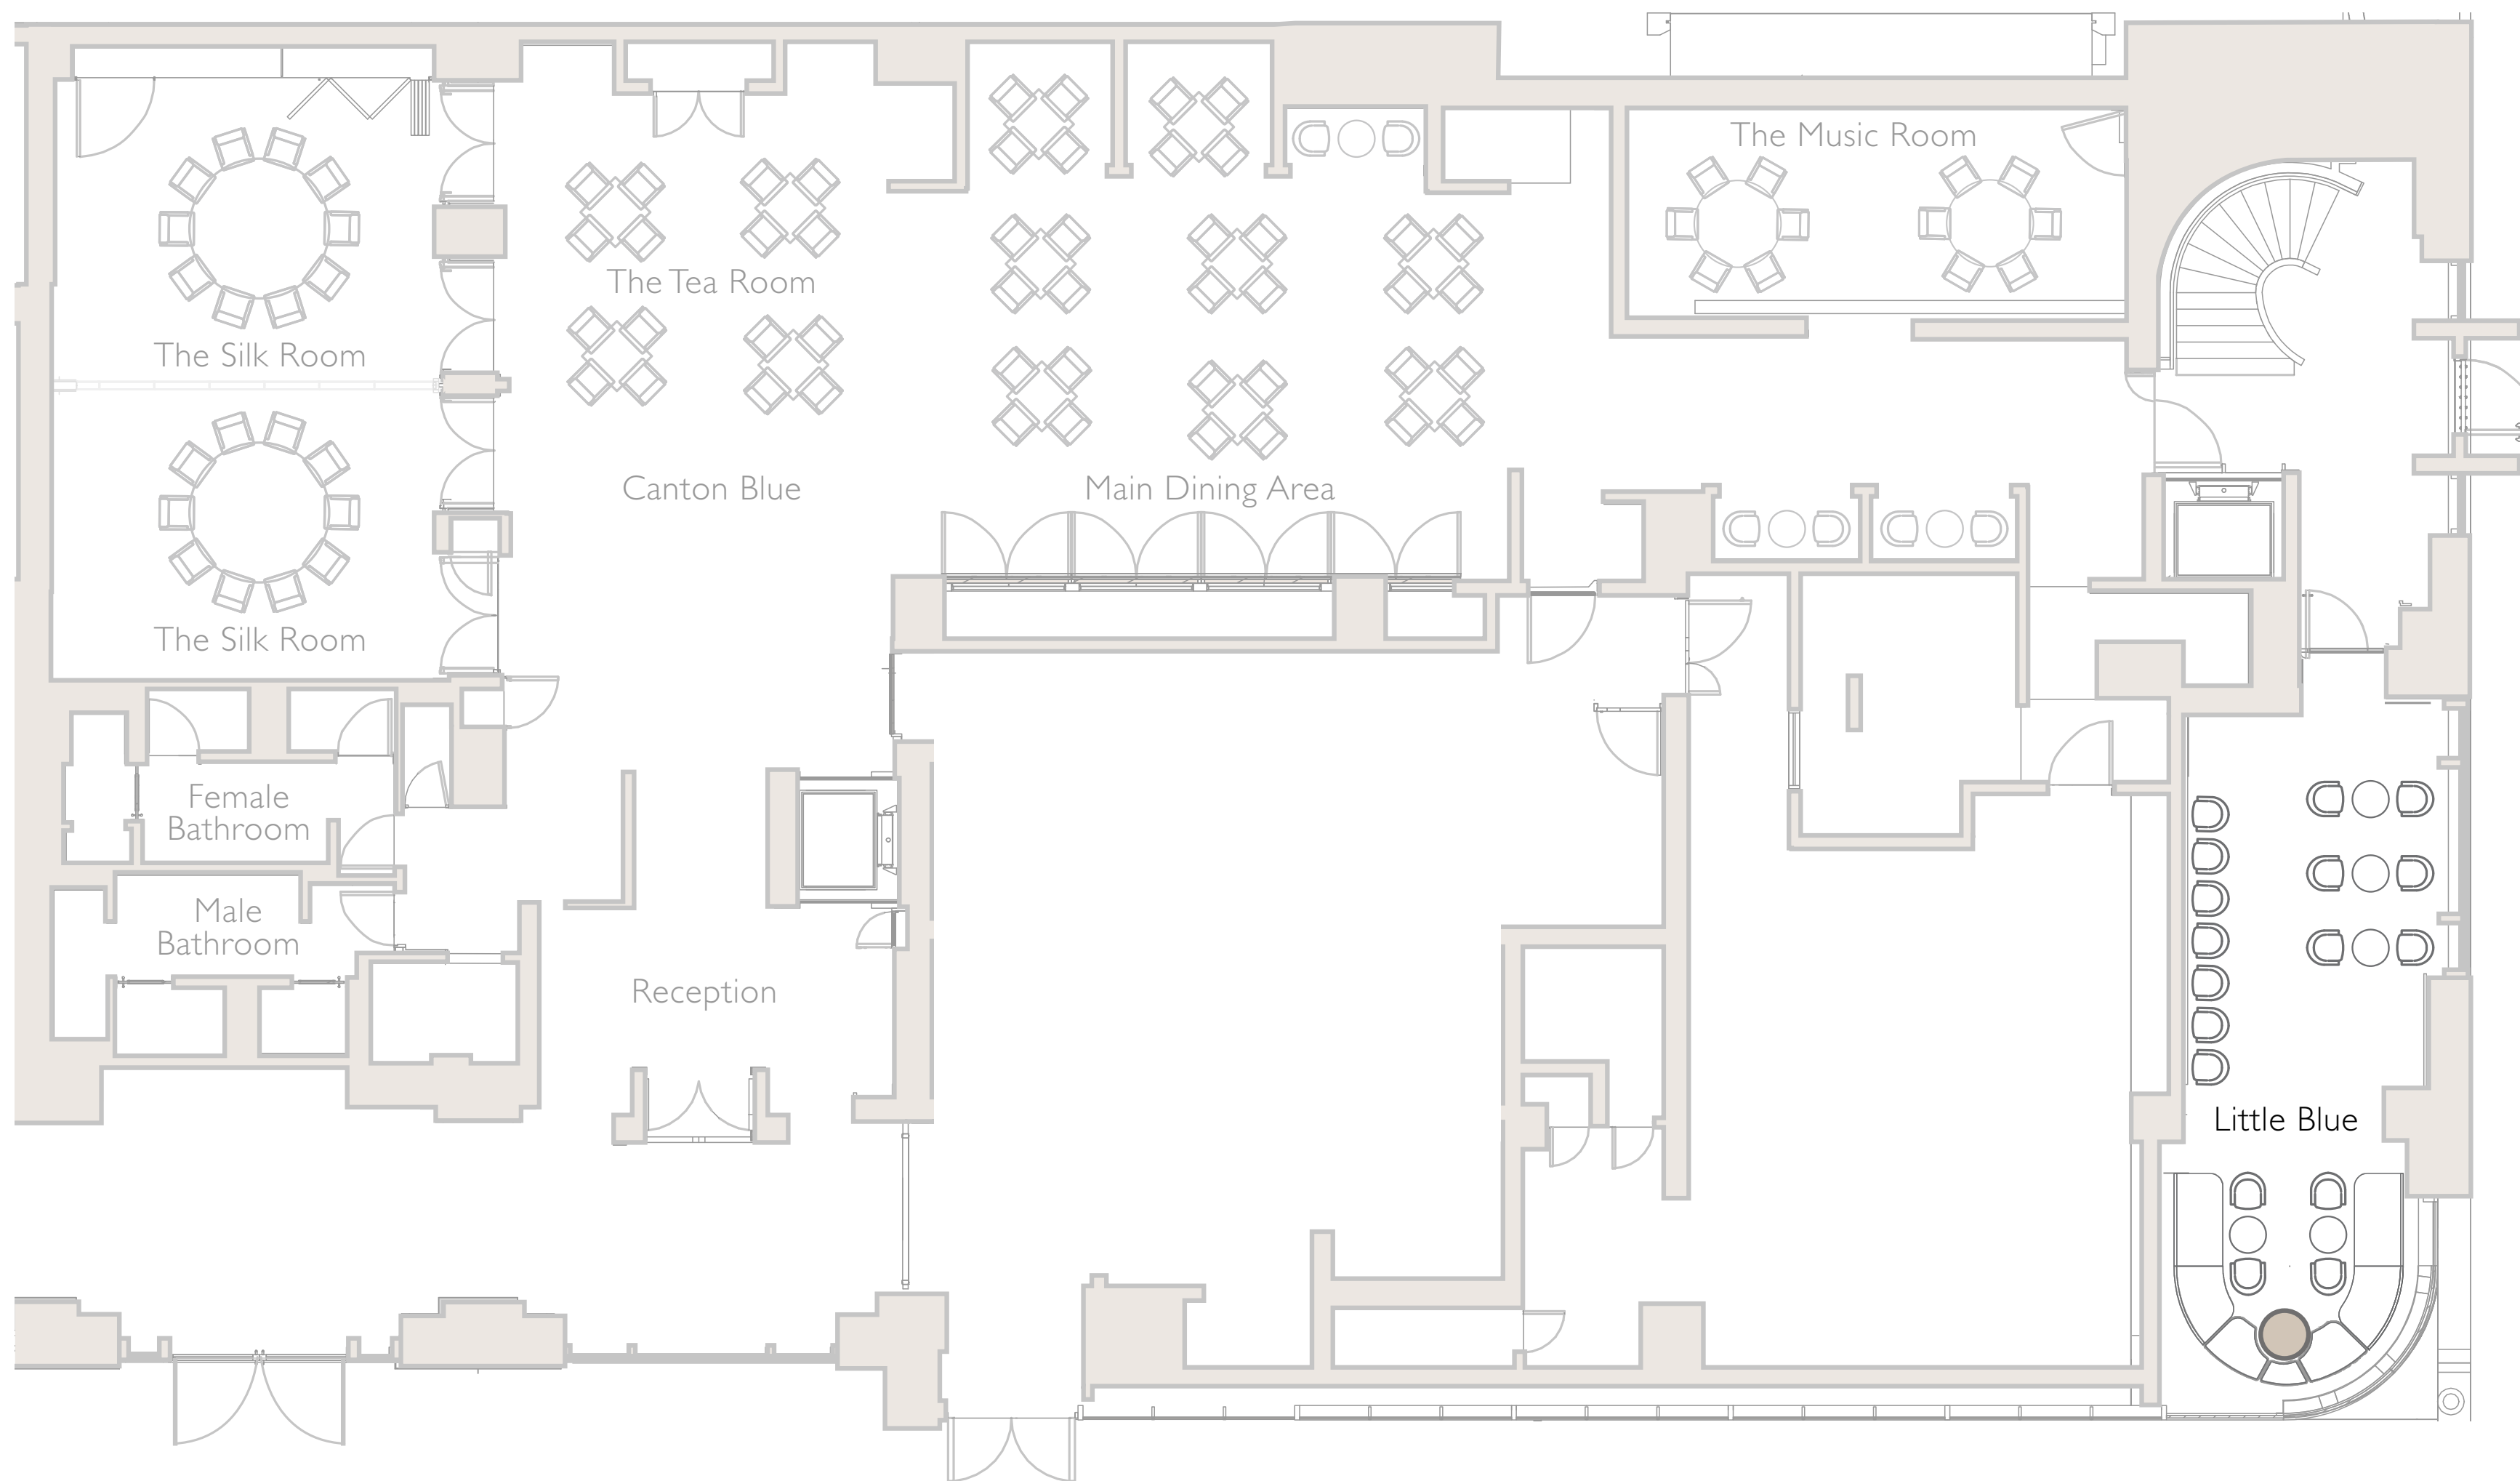 The Music Room
The Tea Room
The Silk Room
Canton Blue
Main Dining Area
The Silk Room
Female
Bathroom
Male
Bathroom
Reception
Little Blue